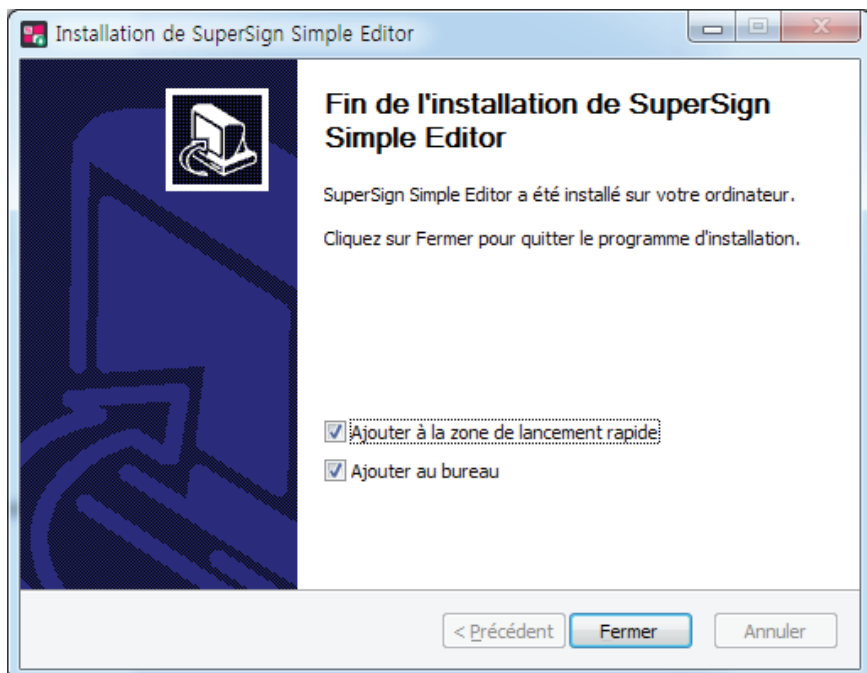 Installation de SuperSign Simple Editor
Fin de l'installation de SuperSign
Simple Editor
SuperSign Simple Editor a été installé sur votre ordinateur.
Cliquez sur Fermer pour quitter le programme d'installation.
Ajouter à la zone de lancement rapide
Ajouter au bureau
< Précédent Fermer Annuler